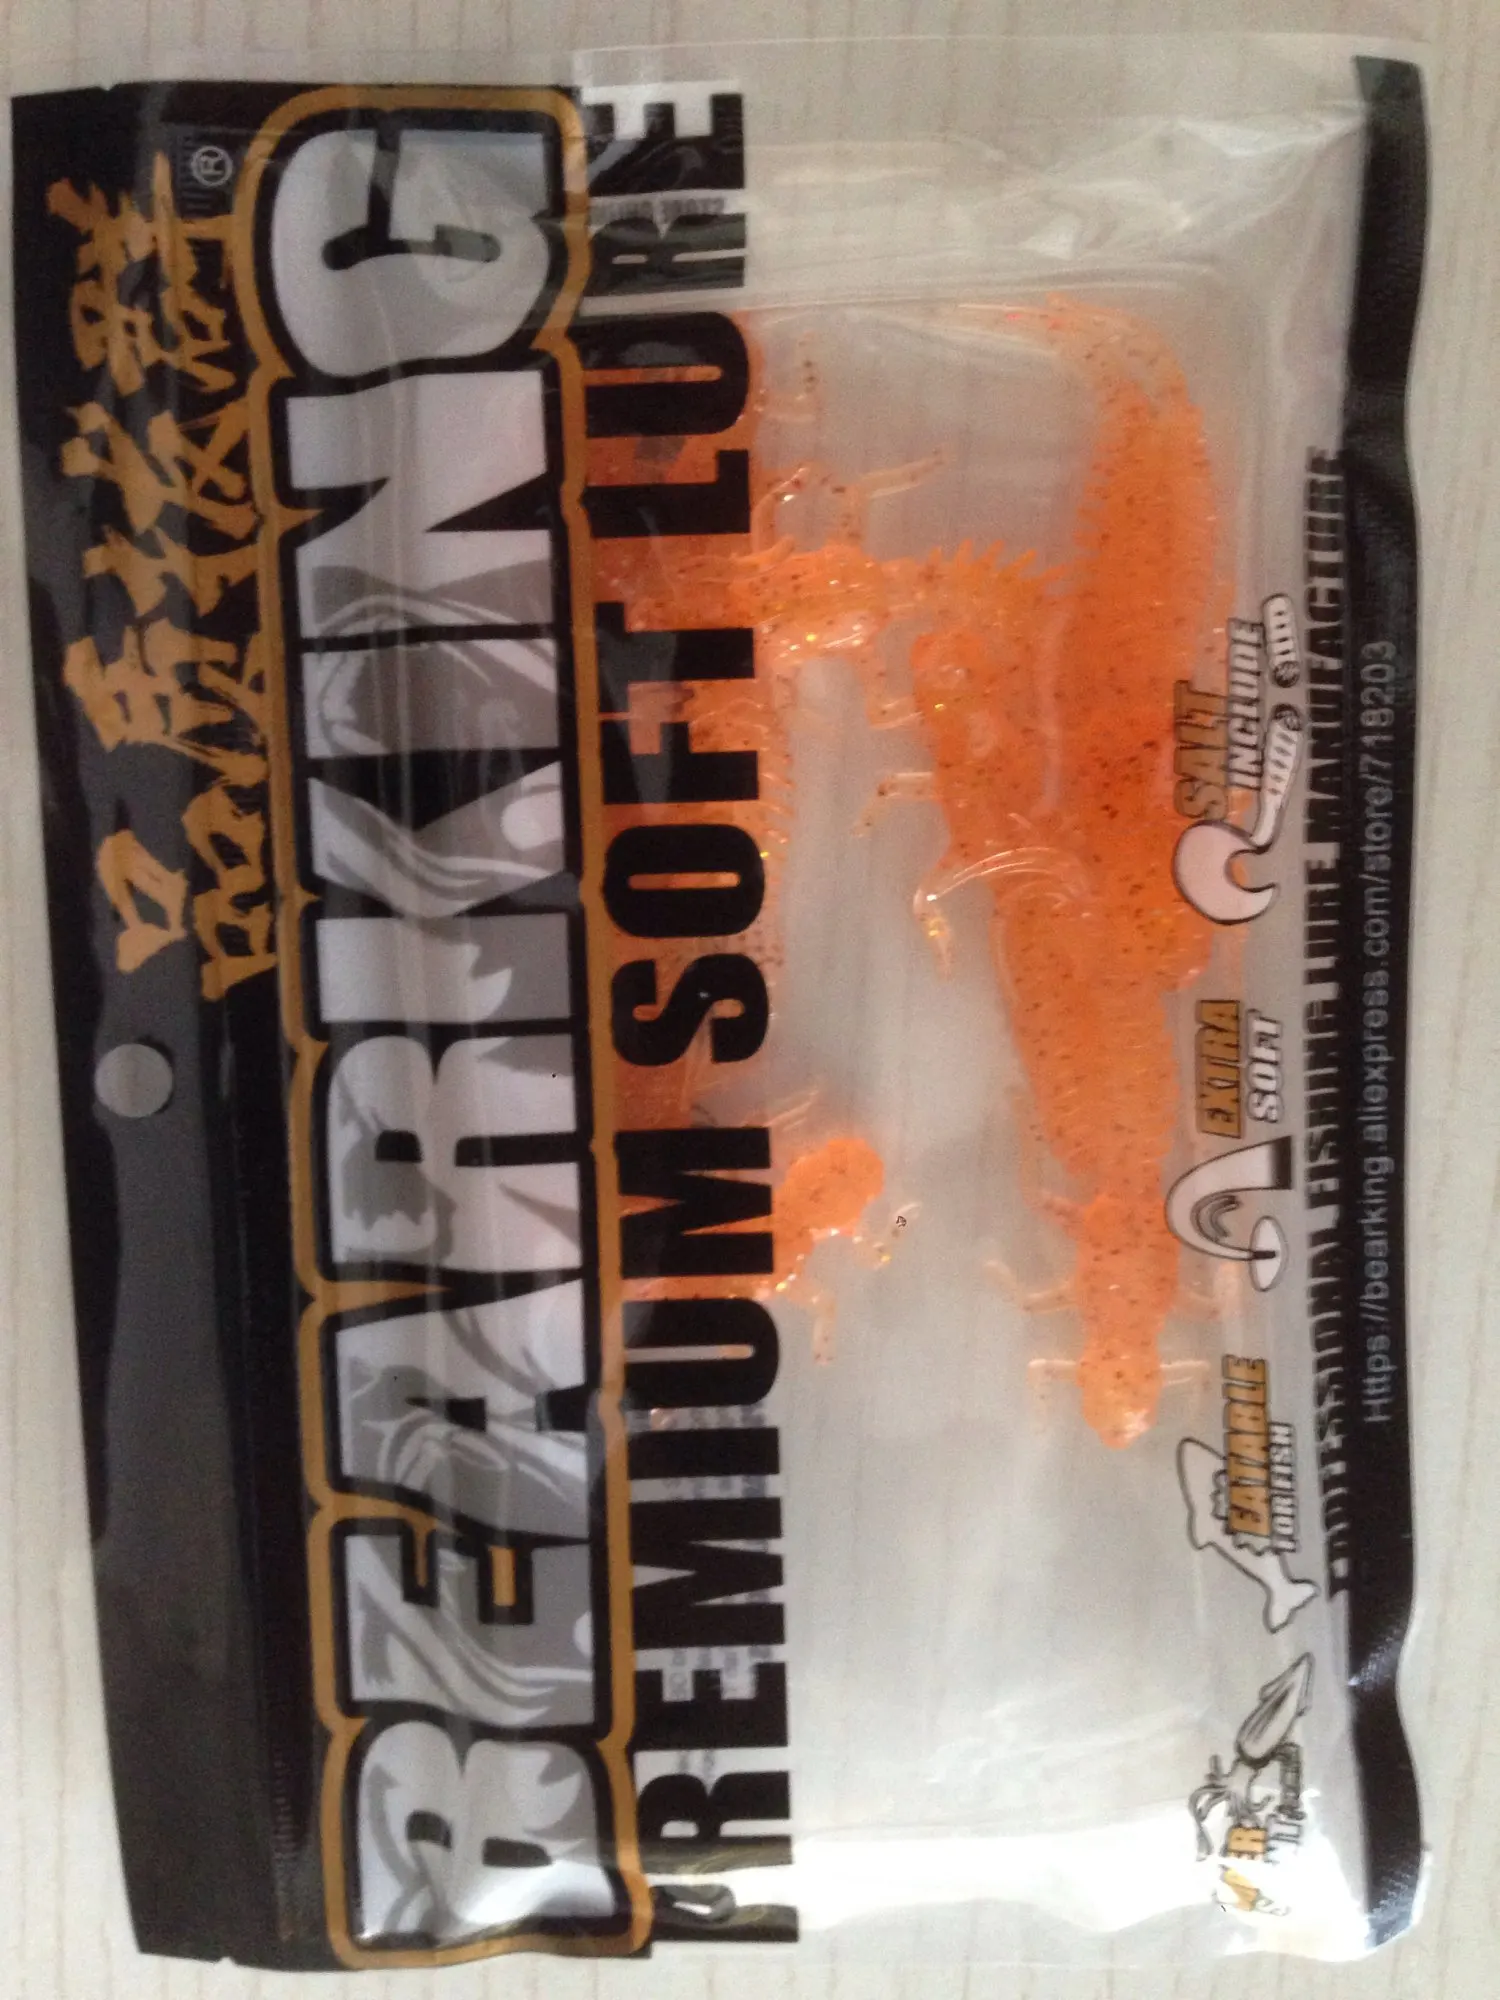 ®
BEARKING
PREMIUM SOFT LURE
SALT
INCLUDE
EXTRA
SOFT
EATABLE
FOR FISH
PROFESSIONAL FISHING LURE MANUFACTURE
Https://bearking.aliexpress.com/store/718203